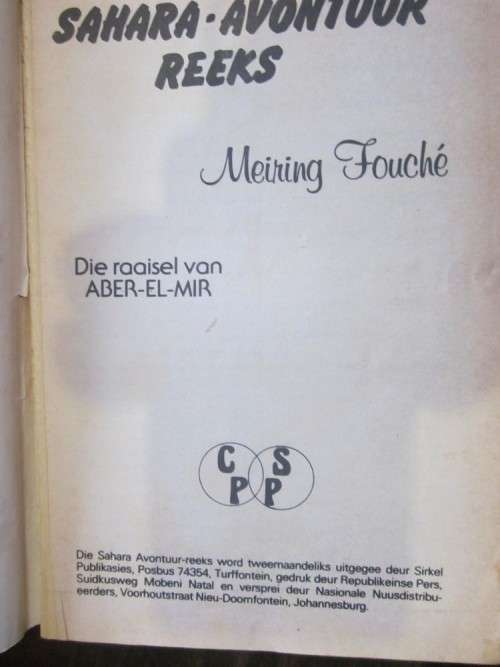 SAHARA-AVONTUUR
REEKS
Meiring Fouché
Die raaisel van
ABER-EL-MIR
C S
P P
Die Sahara Avontuur-reeks word tweemaandeliks uitgegee deur Sirkel
Publikasies, Posbus 74354, Turffontein, gedruk deur Republikeinse Pers,
Suidkusweg Mobeni Natal en versprei deur Nasionale Nuusdistribu-
eerders, Voorhoutstraat Nieu-Doornfontein, Johannesburg.